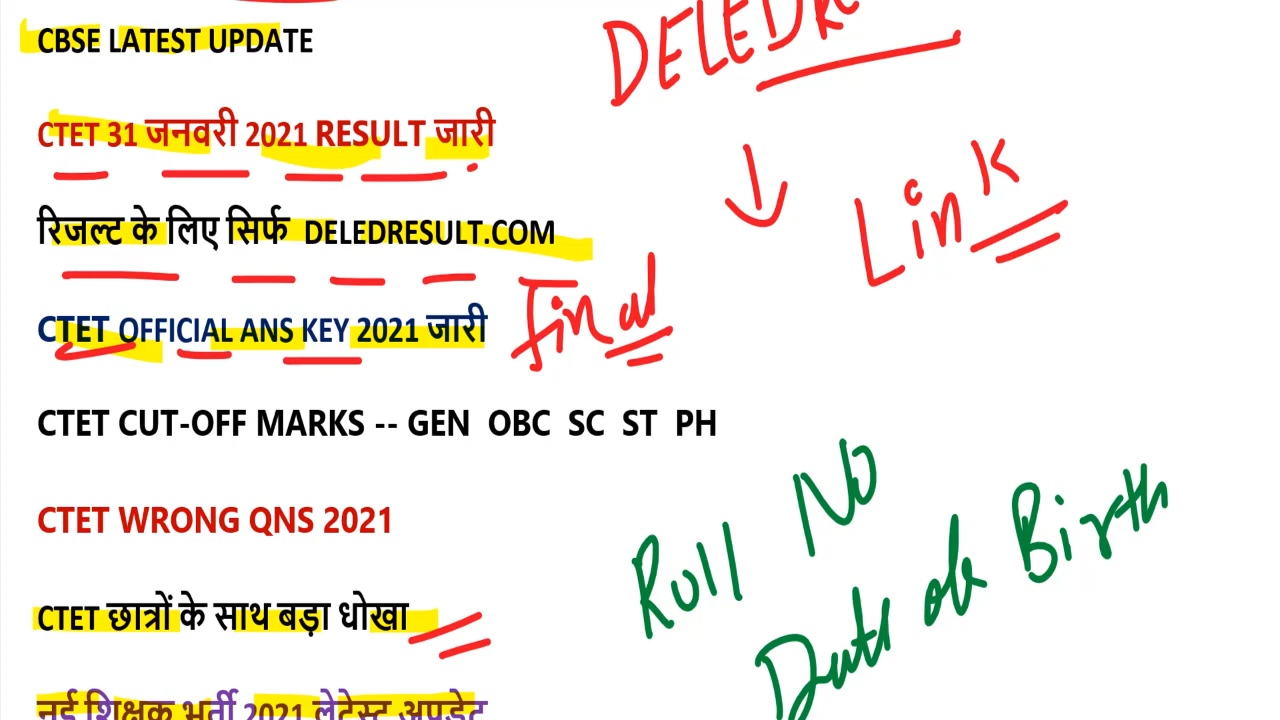 CBSE LATEST UPDATE
DELEDRe
CTET 31 जनवरी 2021 RESULT जारी
Link
रिजल्ट के लिए सिर्फ DELEDRESULT.COM
Final
CTET OFFICIAL ANS KEY 2021 जारी
CTET CUT-OFF MARKS -- GEN OBC SC ST PH
CTET WRONG QNS 2021
Roll No
Date of Birth
CTET छात्रों के साथ बड़ा धोखा
नई शिक्षक भर्ती 2021 लेटेस्ट अपडेट